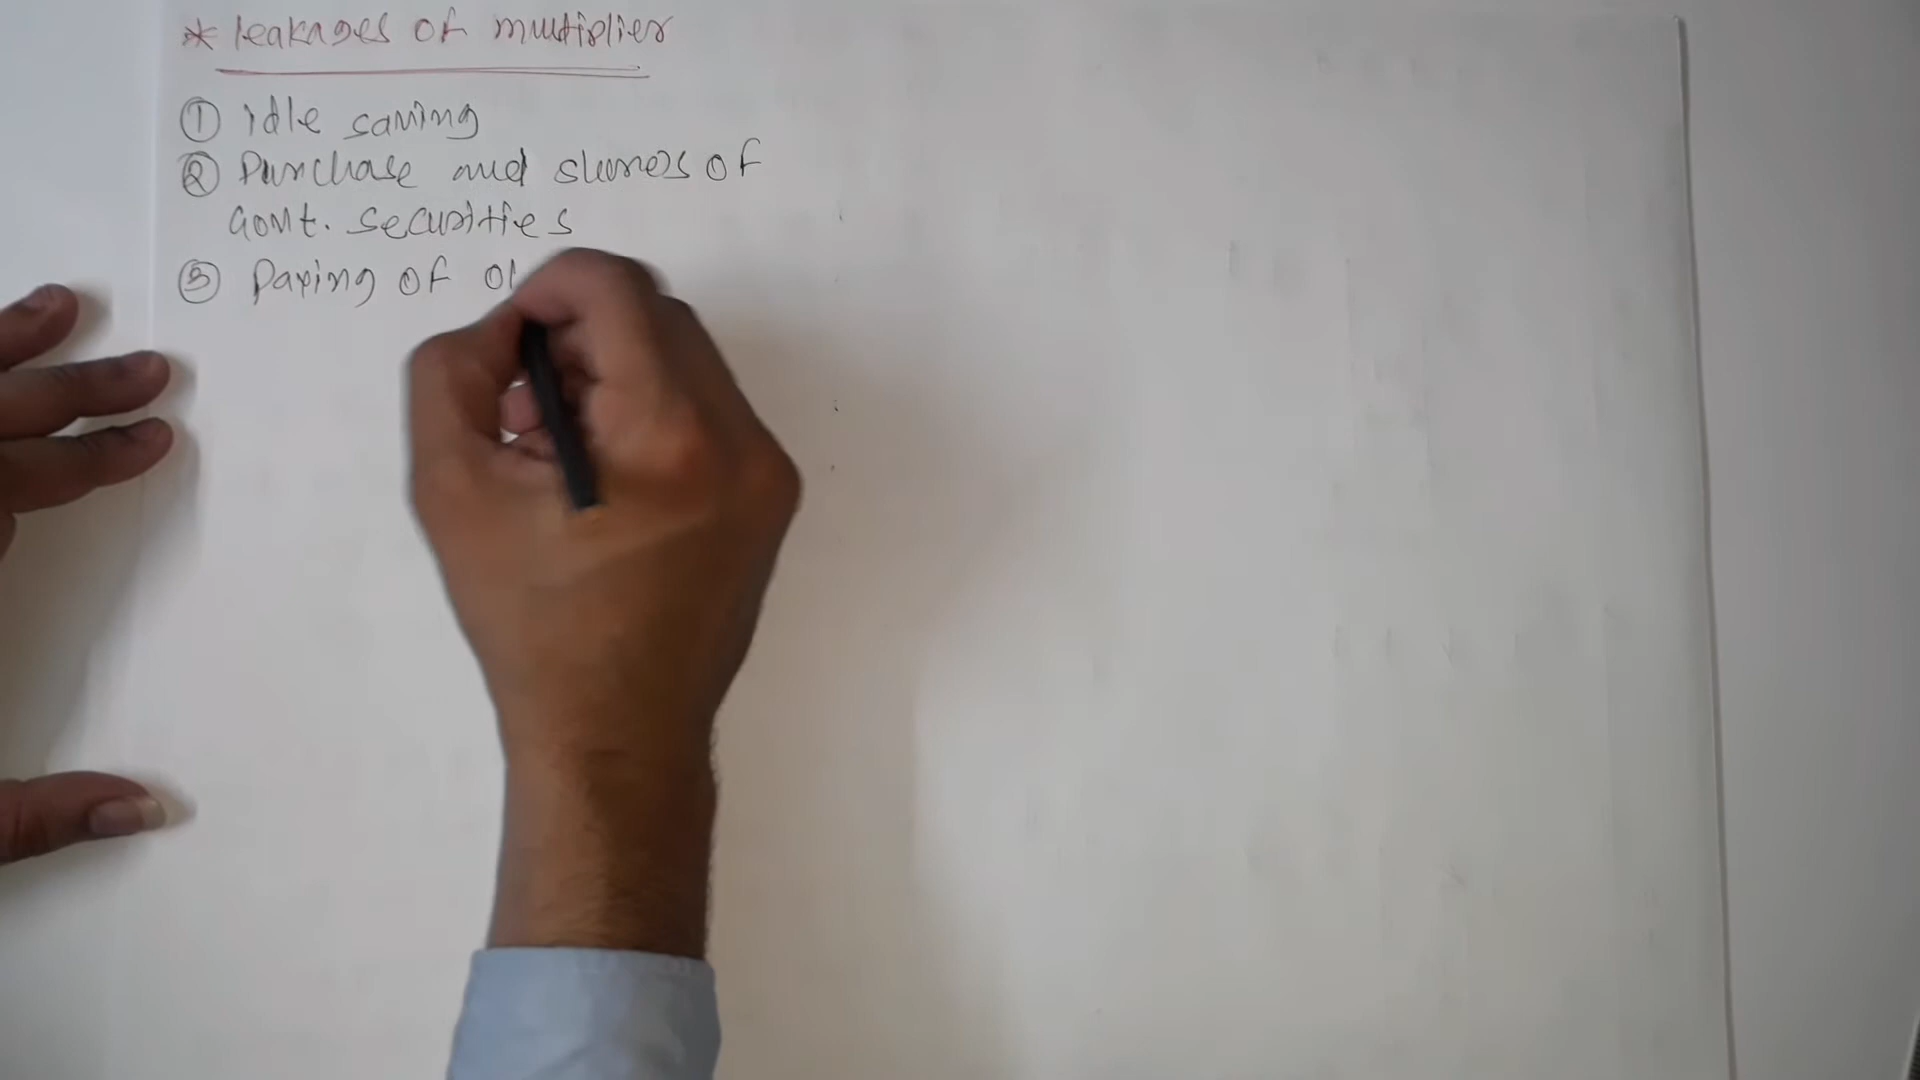 * leakages of multiplier
① idle saving
② Purchase and shares of
Govt. securities
③ Paying of ol